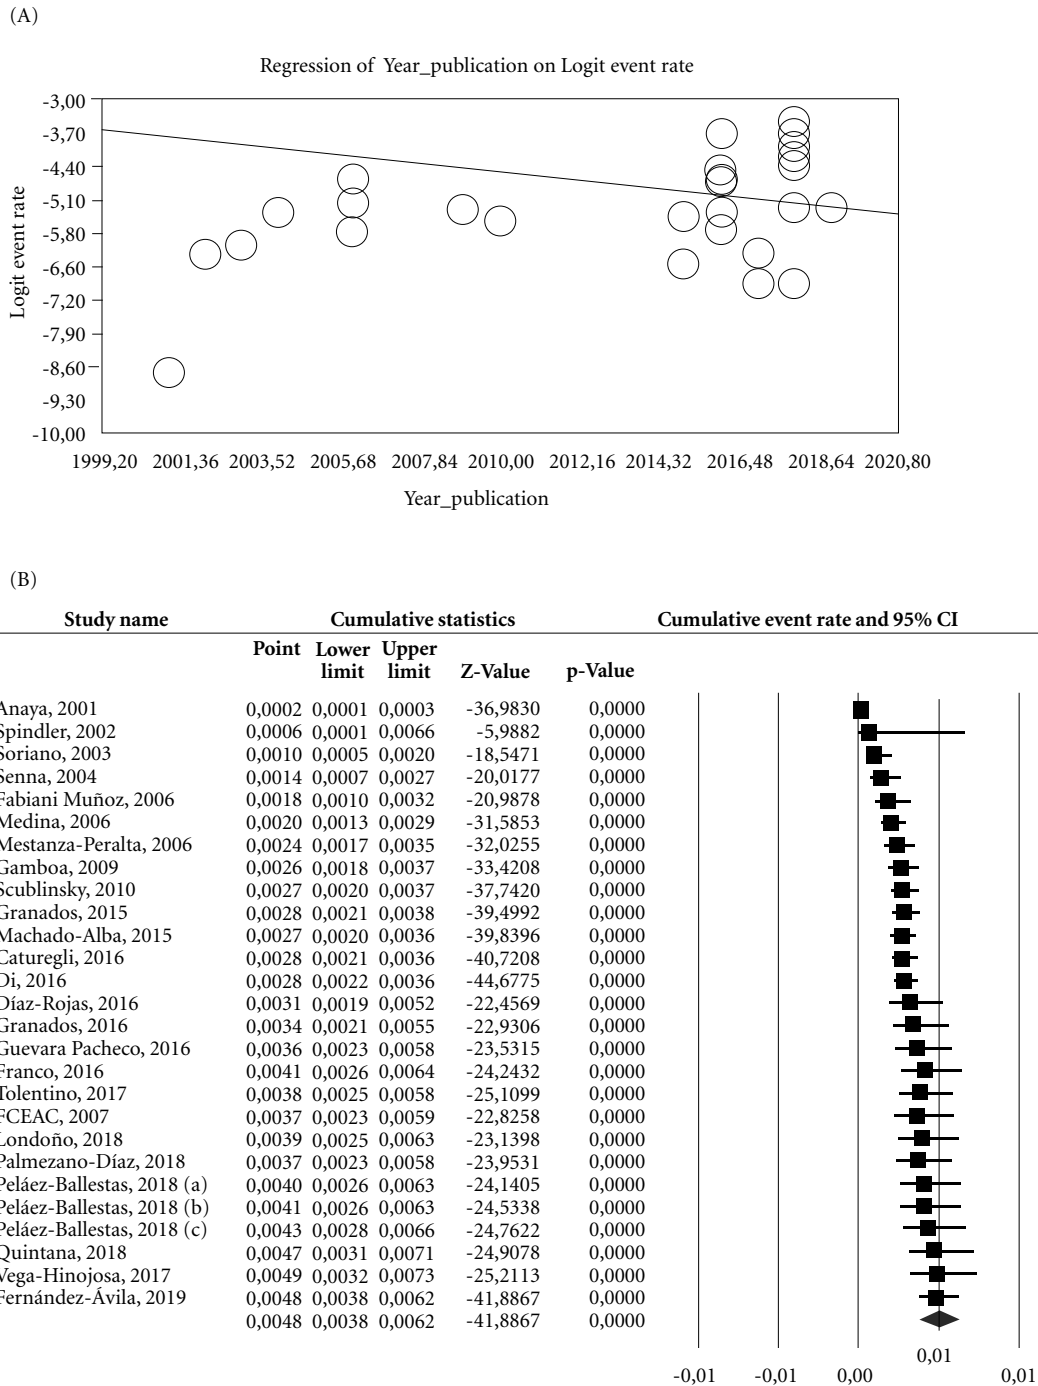 (A)
Regression of Year_publication on Logit event rate
Logit event rate
-3,00
-3,70
-4,40
-5,10
-5,80
-6,60
-7,20
-7,90
-8,60
-9,30
-10,00
1999,20 2001,36 2003,52 2005,68 2007,84 2010,00 2012,16 2014,32 2016,48 2018,64 2020,80
Year_publication
(B)
Study name Cumulative statistics Cumulative event rate and 95% CI
Point Lower limit Upper limit Z-Value p-Value
Anaya, 2001 0,0002 0,0001 0,0003 -36,9830 0,0000
Spindler, 2002 0,0006 0,0001 0,0066 -5,9882 0,0000
Soriano, 2003 0,0010 0,0005 0,0020 -18,5471 0,0000
Senna, 2004 0,0014 0,0007 0,0027 -20,0177 0,0000
Fabiani Muñoz, 2006 0,0018 0,0010 0,0032 -20,9878 0,0000
Medina, 2006 0,0020 0,0013 0,0029 -31,5853 0,0000
Mestanza-Peralta, 2006 0,0024 0,0017 0,0035 -32,0255 0,0000
Gamboa, 2009 0,0026 0,0018 0,0037 -33,4208 0,0000
Scublinsky, 2010 0,0027 0,0020 0,0037 -37,7420 0,0000
Granados, 2015 0,0028 0,0021 0,0038 -39,4992 0,0000
Machado-Alba, 2015 0,0027 0,0020 0,0036 -39,8396 0,0000
Caturegli, 2016 0,0028 0,0021 0,0036 -40,7208 0,0000
Di, 2016 0,0028 0,0022 0,0036 -44,6775 0,0000
Díaz-Rojas, 2016 0,0031 0,0019 0,0052 -22,4569 0,0000
Granados, 2016 0,0034 0,0021 0,0055 -22,9306 0,0000
Guevara Pacheco, 2016 0,0036 0,0023 0,0058 -23,5315 0,0000
Franco, 2016 0,0041 0,0026 0,0064 -24,2432 0,0000
Tolentino, 2017 0,0038 0,0025 0,0058 -25,1099 0,0000
FCEAC, 2007 0,0037 0,0023 0,0059 -22,8258 0,0000
Londoño, 2018 0,0039 0,0025 0,0063 -23,1398 0,0000
Palmezano-Díaz, 2018 0,0037 0,0023 0,0058 -23,9531 0,0000
Peláez-Ballestas, 2018 (a) 0,0040 0,0026 0,0063 -24,1405 0,0000
Peláez-Ballestas, 2018 (b) 0,0041 0,0026 0,0063 -24,5338 0,0000
Peláez-Ballestas, 2018 (c) 0,0043 0,0028 0,0066 -24,7622 0,0000
Quintana, 2018 0,0047 0,0031 0,0071 -24,9078 0,0000
Vega-Hinojosa, 2017 0,0049 0,0032 0,0073 -25,2113 0,0000
Fernández-Ávila, 2019 0,0048 0,0038 0,0062 -41,8867 0,0000
0,0048 0,0038 0,0062 -41,8867 0,0000
-0,01 -0,01 0,00 0,01 0,01